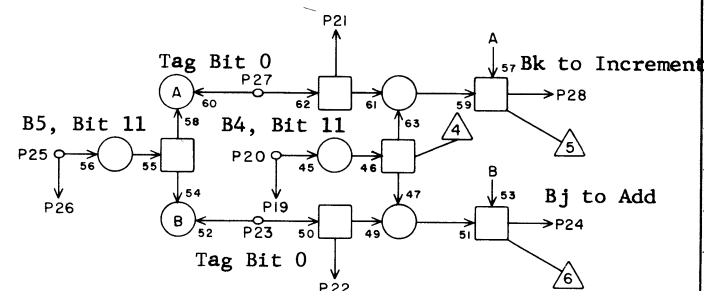 P21
Tag Bit 0
A
P27
A
57
Bk to Increment
60
62
61
59
P28
B5, Bit 11
58
B4, Bit 11
63
4
5
P25
56
55
P20
45
46
P26
54
P19
47
B
53
Bj to Add
B
52
P23
50
49
51
P24
Tag Bit 0
P22
6